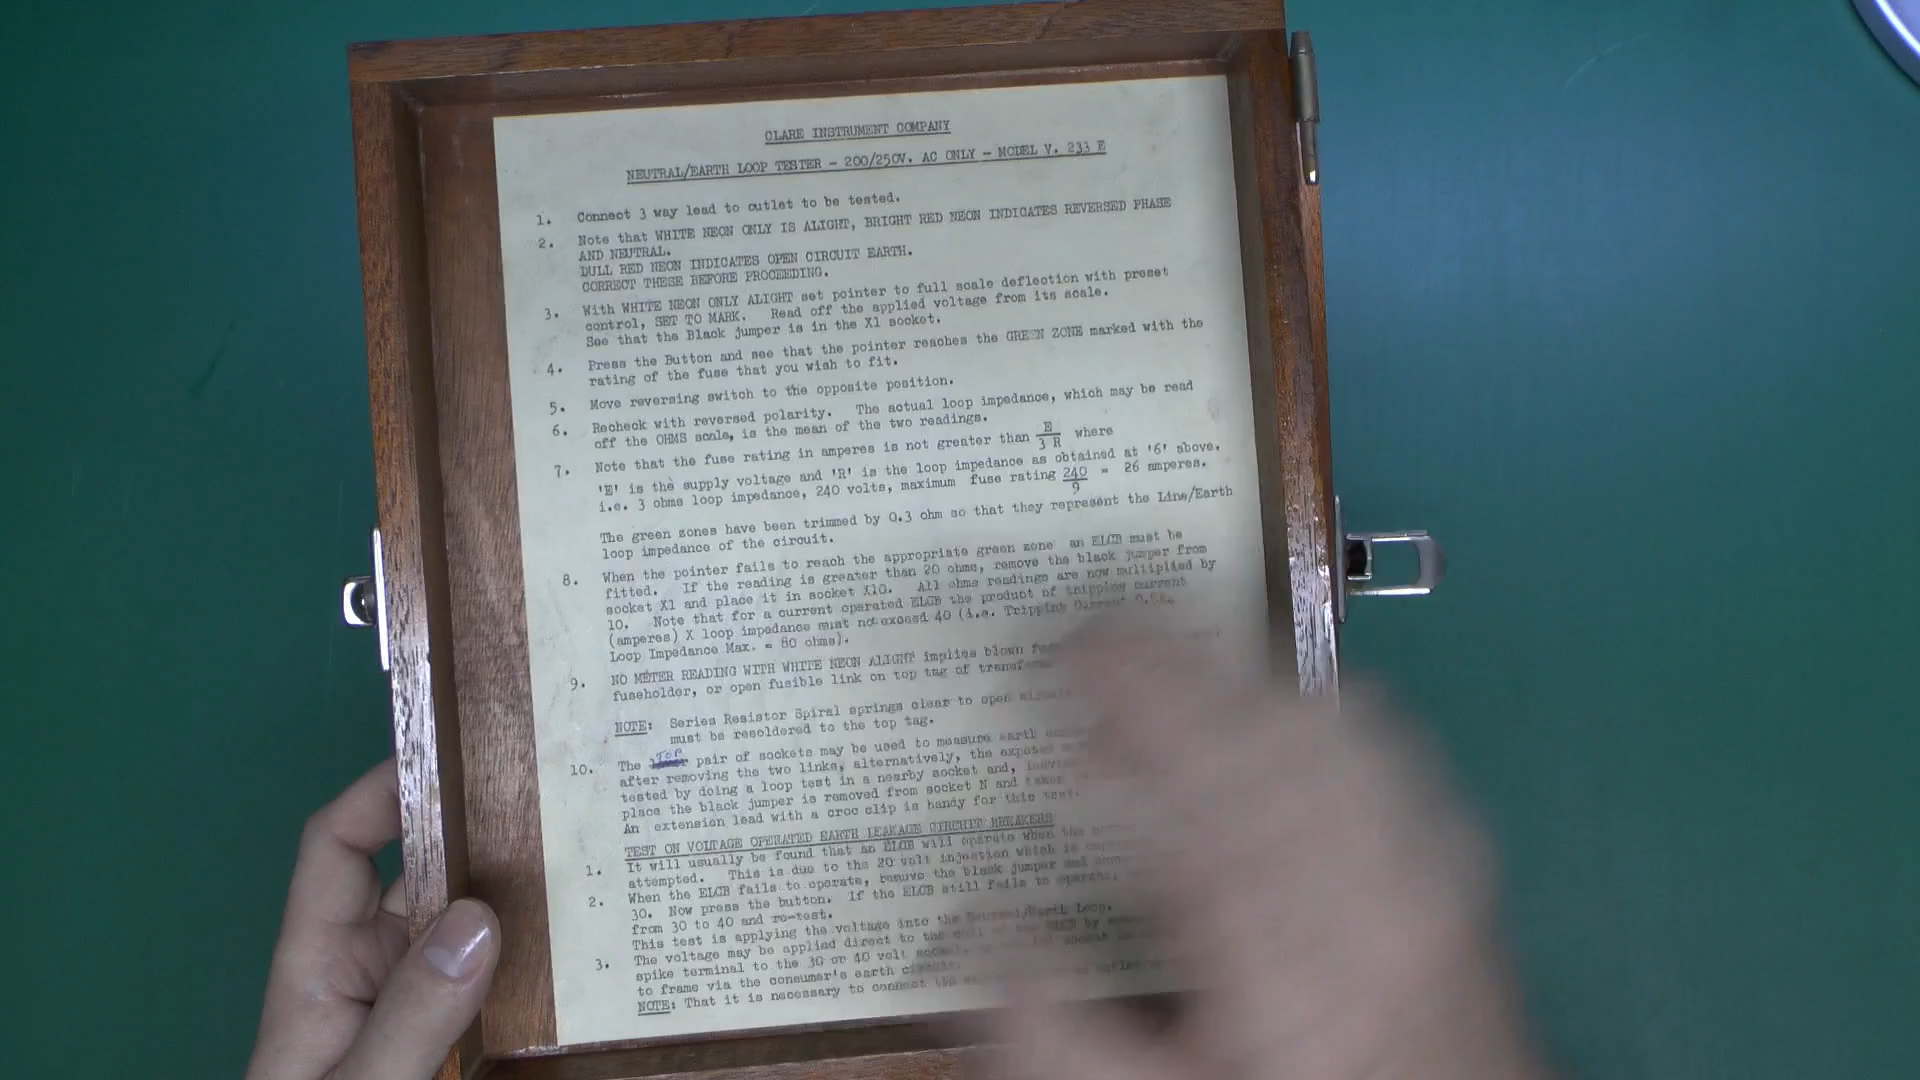 CLARE INSTRUMENT COMPANY
NEUTRAL/EARTH LOOP TESTER - 200/250V. AC ONLY - MODEL V. 233 E
1. Connect 3 way lead to outlet to be tested.
2. Note that WHITE NEON ONLY IS ALIGHT, BRIGHT RED NEON INDICATES REVERSED PHASE
AND NEUTRAL.
DULL RED NEON INDICATES OPEN CIRCUIT EARTH.
CORRECT THESE BEFORE PROCEEDING.
3. With WHITE NEON ONLY ALIGHT set pointer to full scale deflection with preset
control, SET TO MARK. Read off the applied voltage from its scale.
See that the Black jumper is in the X1 socket.
4. Press the Button and see that the pointer reaches the GREEN ZONE marked with the
rating of the fuse that you wish to fit.
5. Move reversing switch to the opposite position.
6. Recheck with reversed polarity. The actual loop impedance, which may be read
off the OHMS scale, is the mean of the two readings.
7. Note that the fuse rating in amperes is not greater than E/3 R where
'E' is the supply voltage and 'R' is the loop impedance as obtained at '6' above.
i.e. 3 ohms loop impedance, 240 volts, maximum fuse rating 240/9 = 26 amperes.
The green zones have been trimmed by 0.3 ohm so that they represent the Line/Earth
loop impedance of the circuit.
8. When the pointer fails to reach the appropriate green zone an ELCB must be
fitted. If the reading is greater than 20 ohms, remove the black jumper from
socket X1 and place it in socket X10. All ohms readings are now multiplied by
10. Note that for a current operated ELCB the product of tripping current
(amperes) X loop impedance must not exceed 40 (i.e. Tripping Current
Loop Impedance Max. = 80 ohms).
9. NO METER READING WITH WHITE NEON ALIGHT implies blown
fuseholder, or open fusible link on top tag of
NOTE: Series Resistor Spiral springs clear to open
must be resoldered to the top tag.
10. The TOP pair of sockets may be used to measure earth
after removing the two links, alternatively, the
tested by doing a loop test in a nearby socket and,
place the black jumper is removed from socket N and
An extension lead with a croc clip is handy for this test.
TEST ON VOLTAGE OPERATED EARTH LEAKAGE CIRCUIT BREAKERS
1. It will usually be found that an ELCB will operate when the
attempted. This is due to the 20 volt injection which is
2. When the ELCB fails to operate, remove the black jumper and
30. Now press the button. If the ELCB still fails to operate,
from 30 to 40 and re-test.
This test is applying the voltage into the Neutral/Earth Loop.
3. The voltage may be applied direct to the
spike terminal to the 30 or 40 volt
to frame via the consumer's earth
NOTE: That it is necessary to connect